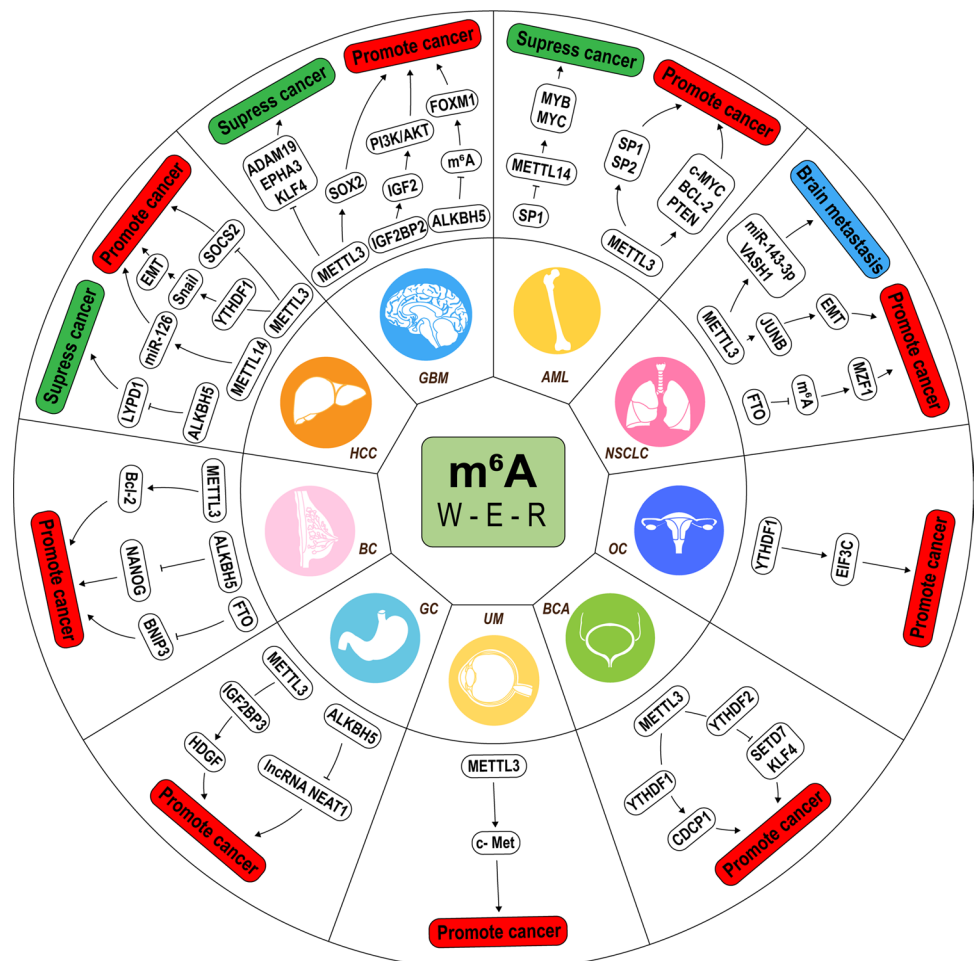 m⁶A
W - E - R
GBM
Supress cancer
Promote cancer
ADAM19
EPHA3
KLF4
SOX2
PI3K/AKT
IGF2
IGF2BP2
FOXM1
m⁶A
ALKBH5
METTL3
AML
Supress cancer
Promote cancer
MYB
MYC
METTL14
SP1
SP1
SP2
c-MYC
BCL-2
PTEN
METTL3
NSCLC
Brain metastasis
Promote cancer
miR-143-3p
VASH1
METTL3
JUNB
EMT
FTO
m⁶A
MZF1
OC
YTHDF1
EIF3C
Promote cancer
BCA
METTL3
YTHDF2
SETD7
KLF4
YTHDF1
CDCP1
Promote cancer
UM
METTL3
c- Met
Promote cancer
GC
METTL3
IGF2BP3
HDGF
ALKBH5
lncRNA NEAT1
Promote cancer
BC
METTL3
Bcl-2
ALKBH5
NANOG
FTO
BNIP3
Promote cancer
HCC
Promote cancer
Supress cancer
SOCS2
EMT
Snail
YTHDF1
METTL3
miR-126
METTL14
LYPD1
ALKBH5